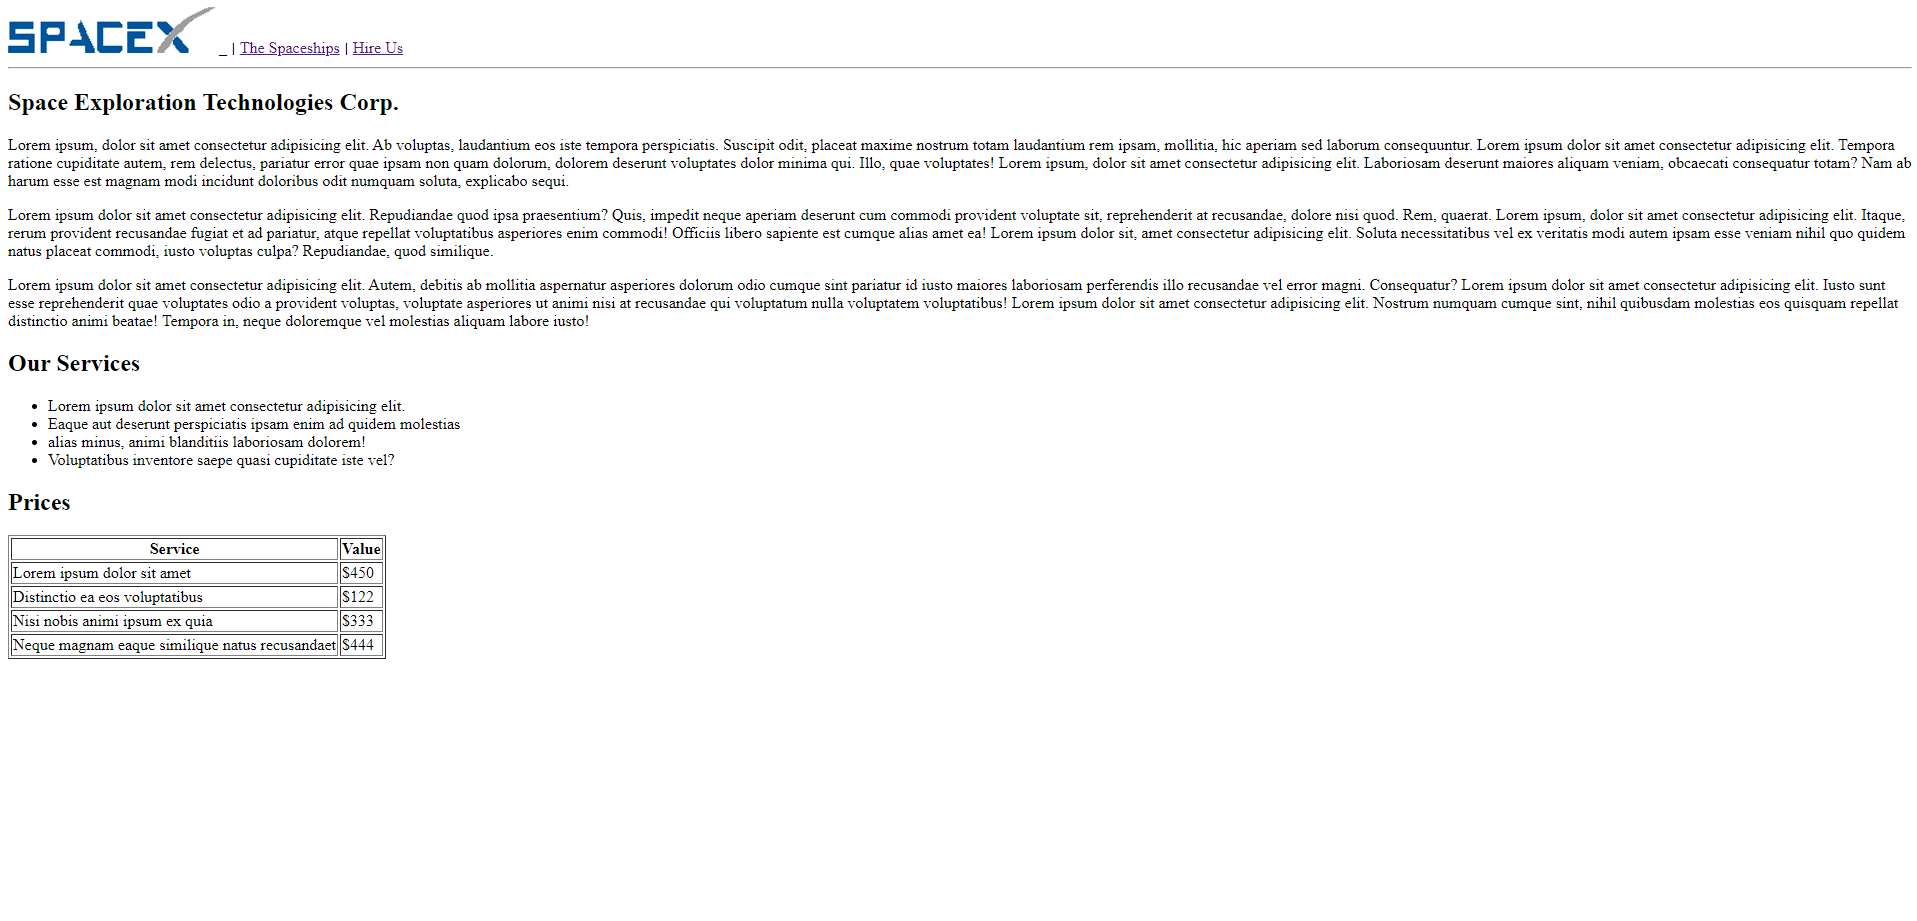 SPACEX _ | The Spaceships | Hire Us
Space Exploration Technologies Corp.
Lorem ipsum, dolor sit amet consectetur adipisicing elit. Ab voluptas, laudantium eos iste tempora perspiciatis. Suscipit odit, placeat maxime nostrum totam laudantium rem ipsam, mollitia, hic aperiam sed laborum consequuntur. Lorem ipsum dolor sit amet consectetur adipisicing elit. Tempora
ratione cupiditate autem, rem delectus, pariatur error quae ipsam non quam dolorum, dolorem deserunt voluptates dolor minima qui. Illo, quae voluptates! Lorem ipsum, dolor sit amet consectetur adipisicing elit. Laboriosam deserunt maiores aliquam veniam, obcaecati consequatur totam? Nam ab
harum esse est magnam modi incidunt doloribus odit numquam soluta, explicabo sequi.
Lorem ipsum dolor sit amet consectetur adipisicing elit. Repudiandae quod ipsa praesentium? Quis, impedit neque aperiam deserunt cum commodi provident voluptate sit, reprehenderit at recusandae, dolore nisi quod. Rem, quaerat. Lorem ipsum, dolor sit amet consectetur adipisicing elit. Itaque,
rerum provident recusandae fugiat et ad pariatur, atque repellat voluptatibus asperiores enim commodi! Officiis libero sapiente est cumque alias amet ea! Lorem ipsum dolor sit, amet consectetur adipisicing elit. Soluta necessitatibus vel ex veritatis modi autem ipsam esse veniam nihil quo quidem
natus placeat commodi, iusto voluptas culpa? Repudiandae, quod similique.
Lorem ipsum dolor sit amet consectetur adipisicing elit. Autem, debitis ab mollitia aspernatur asperiores dolorum odio cumque sint pariatur id iusto maiores laboriosam perferendis illo recusandae vel error magni. Consequatur? Lorem ipsum dolor sit amet consectetur adipisicing elit. Iusto sunt
esse reprehenderit quae voluptates odio a provident voluptas, voluptate asperiores ut animi nisi at recusandae qui voluptatum nulla voluptatem voluptatibus! Lorem ipsum dolor sit amet consectetur adipisicing elit. Nostrum numquam cumque sint, nihil quibusdam molestias eos quisquam repellat
distinctio animi beatae! Tempora in, neque doloremque vel molestias aliquam labore iusto!
Our Services
• Lorem ipsum dolor sit amet consectetur adipisicing elit.
• Eaque aut deserunt perspiciatis ipsam enim ad quidem molestias
• alias minus, animi blanditiis laboriosam dolorem!
• Voluptatibus inventore saepe quasi cupiditate iste vel?
Prices
Service Value
Lorem ipsum dolor sit amet $450
Distinctio ea eos voluptatibus $122
Nisi nobis animi ipsum ex quia $333
Neque magnam eaque similique natus recusandaet $444